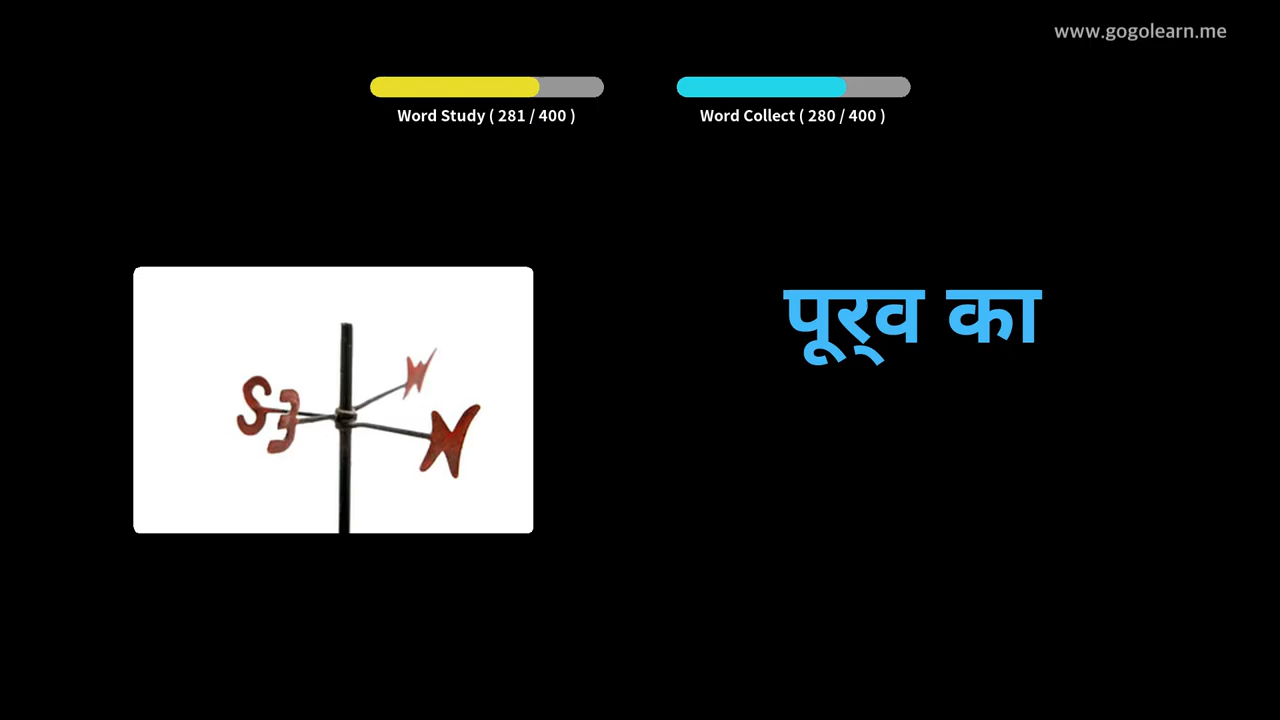 www.gogolearn.me
Word Study ( 281 / 400 )
Word Collect ( 280 / 400 )
पूर्व का
S E N W